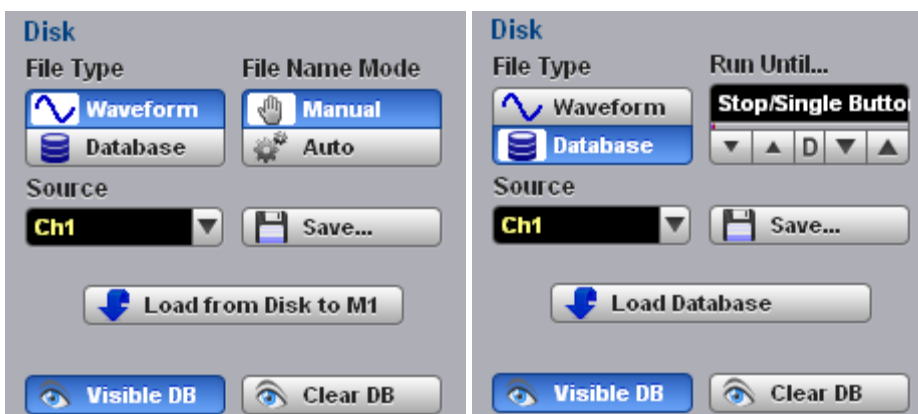 Disk
File Type
File Name Mode
Waveform
Manual
Database
Auto
Source
Ch1
Save...
Load from Disk to M1
Visible DB
Clear DB
Disk
File Type
Run Until...
Waveform
Stop/Single Butto
Database
D
Source
Ch1
Save...
Load Database
Visible DB
Clear DB